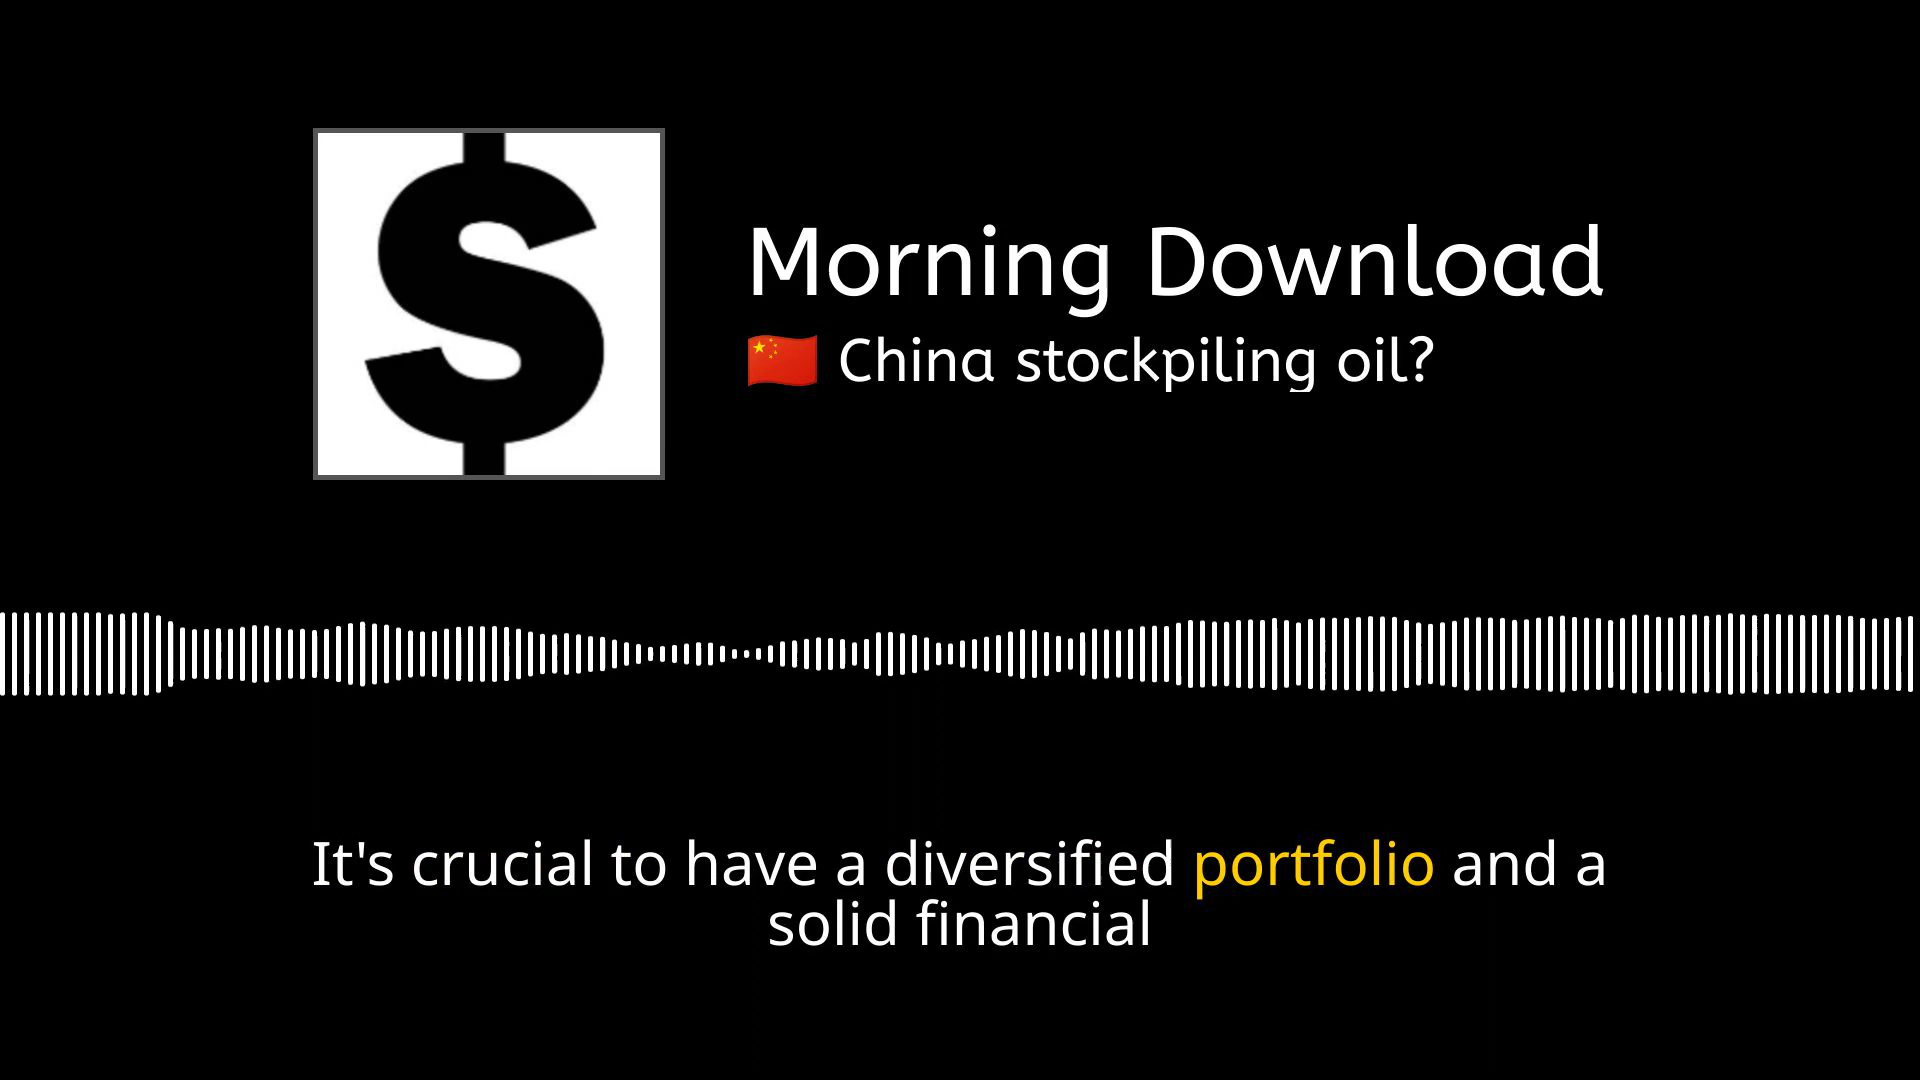 $
Morning Download
🇨🇳 China stockpiling oil?
It's crucial to have a diversified portfolio and a
solid financial